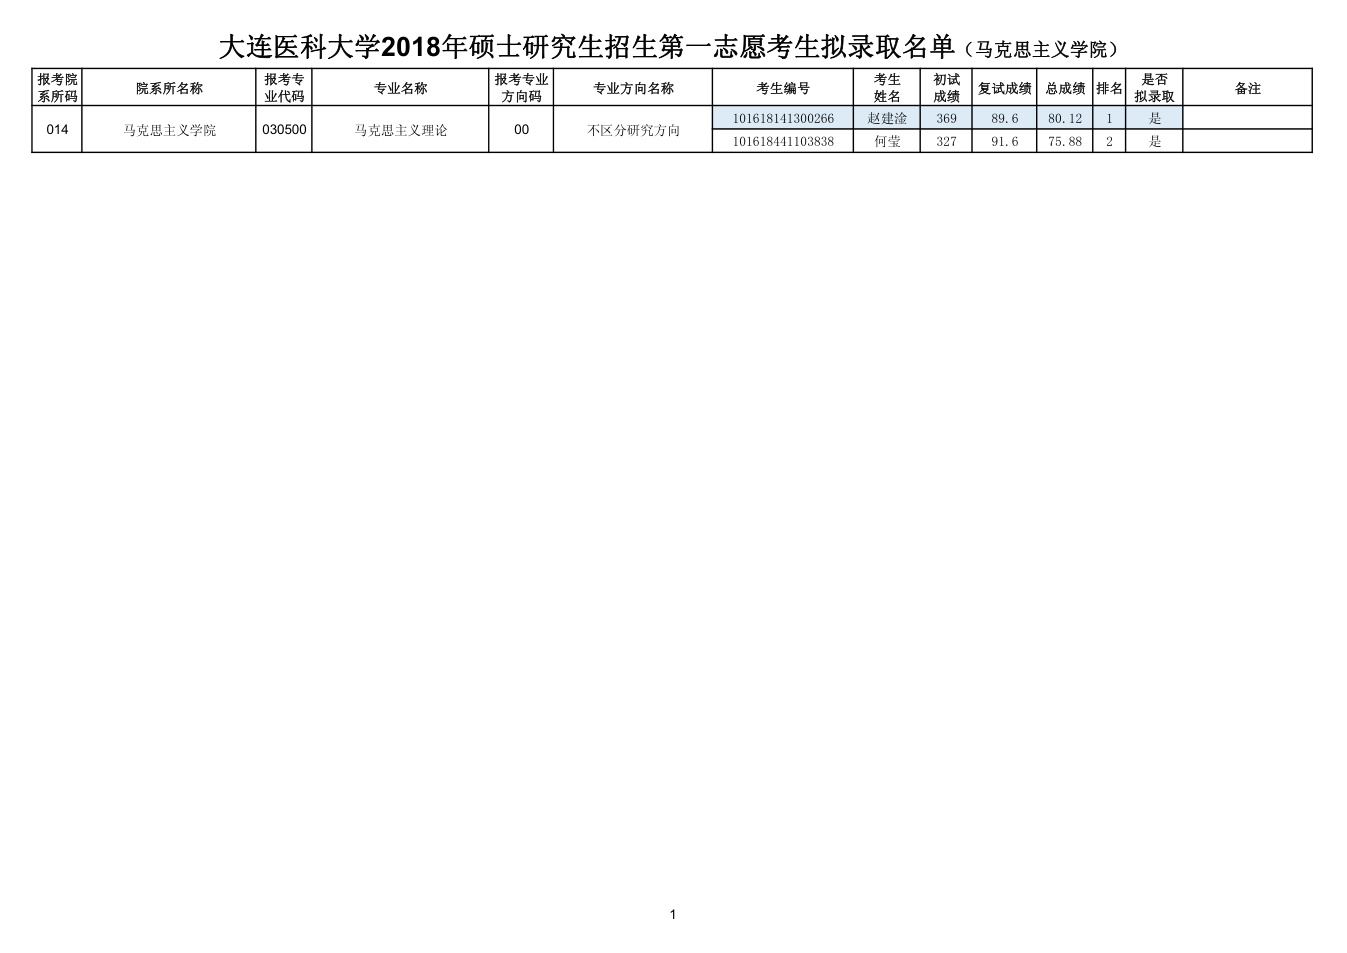 大连医科大学2018年硕士研究生招生第一志愿考生拟录取名单（马克思主义学院）
报考院系所码 院系所名称 报考专业代码 专业名称 报考专业方向码 专业方向名称 考生编号 考生姓名 初试成绩 复试成绩 总成绩 排名 是否拟录取 备注
014 马克思主义学院 030500 马克思主义理论 00 不区分研究方向 101618141300266 赵建淦 369 89.6 80.12 1 是
101618441103838 何莹 327 91.6 75.88 2 是
1